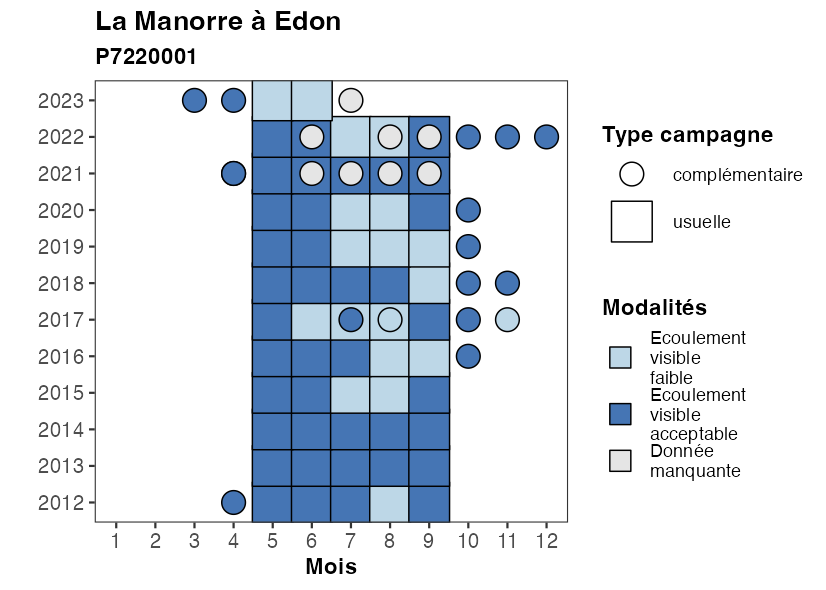 La Manorre à Edon
P7220001
2023
2022
2021
2020
2019
2018
2017
2016
2015
2014
2013
2012
1 2 3 4 5 6 7 8 9 10 11 12
Mois
Type campagne
complémentaire
usuelle
Modalités
Ecoulement
visible
faible
Ecoulement
visible
acceptable
Donnée
manquante